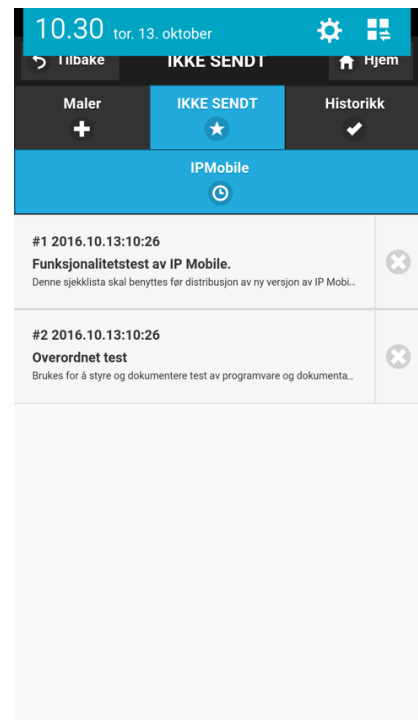 10.30 tor. 13. oktober
Tilbake IKKE SENDT Hjem
Maler IKKE SENDT Historikk
IPMobile
#1 2016.10.13:10:26
Funksjonalitetstest av IP Mobile.
Denne sjekklista skal benyttes før distribusjon av ny versjon av IP Mobi...
#2 2016.10.13:10:26
Overordnet test
Brukes for å styre og dokumentere test av programvare og dokumenta...